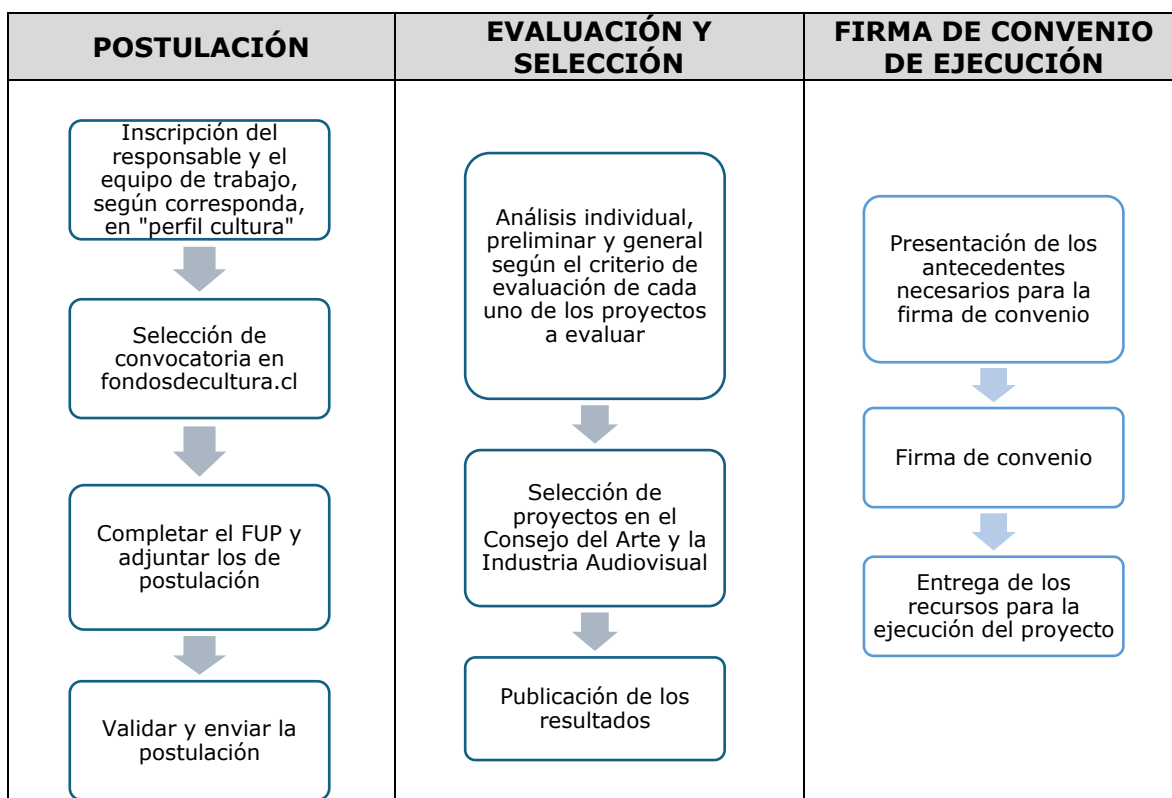 POSTULACIÓN
EVALUACIÓN Y
SELECCIÓN
FIRMA DE CONVENIO
DE EJECUCIÓN
Inscripción del
responsable y el
equipo de trabajo,
según corresponda,
en "perfil cultura"
Selección de
convocatoria en
fondosdecultura.cl
Completar el FUP y
adjuntar los de
postulación
Validar y enviar la
postulación
Análisis individual,
preliminar y general
según el criterio de
evaluación de cada
uno de los proyectos
a evaluar
Selección de
proyectos en el
Consejo del Arte y la
Industria Audiovisual
Publicación de los
resultados
Presentación de los
antecedentes
necesarios para la
firma de convenio
Firma de convenio
Entrega de los
recursos para la
ejecución del proyecto